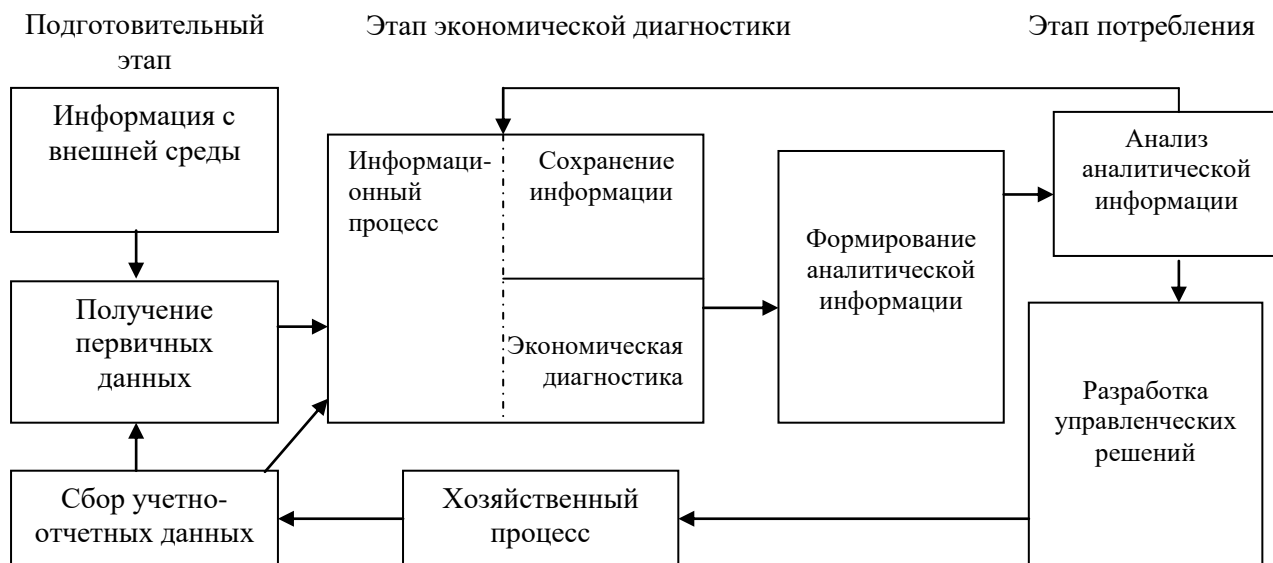 Подготовительный
этап
Этап экономической диагностики
Этап потребления
Информация с
внешней среды
Информаци-
онный
процесс
Сохранение
информации
Анализ
аналитической
информации
Формирование
аналитической
информации
Получение
первичных
данных
Экономическая
диагностика
Разработка
управленческих
решений
Сбор учетно-
отчетных данных
Хозяйственный
процесс